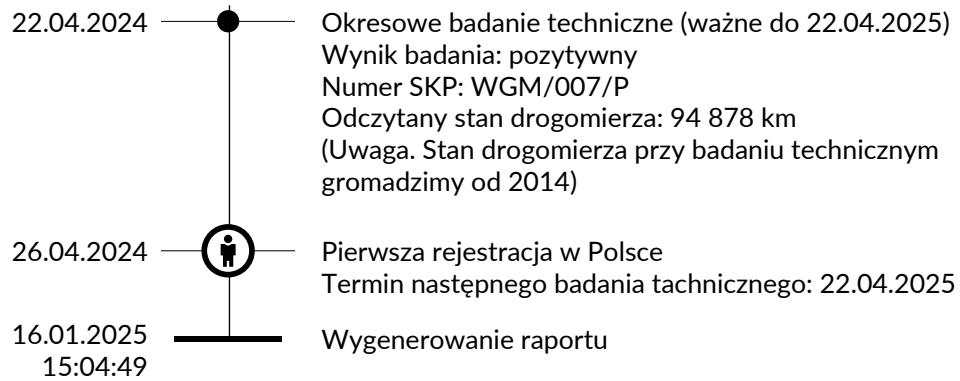 22.04.2024
Okresowe badanie techniczne (ważne do 22.04.2025)
Wynik badania: pozytywny
Numer SKP: WGM/007/P
Odczytany stan drogomierza: 94 878 km
(Uwaga. Stan drogomierza przy badaniu technicznym
gromadzimy od 2014)
26.04.2024
Pierwsza rejestracja w Polsce
Termin następnego badania tachnicznego: 22.04.2025
16.01.2025
15:04:49
Wygenerowanie raportu